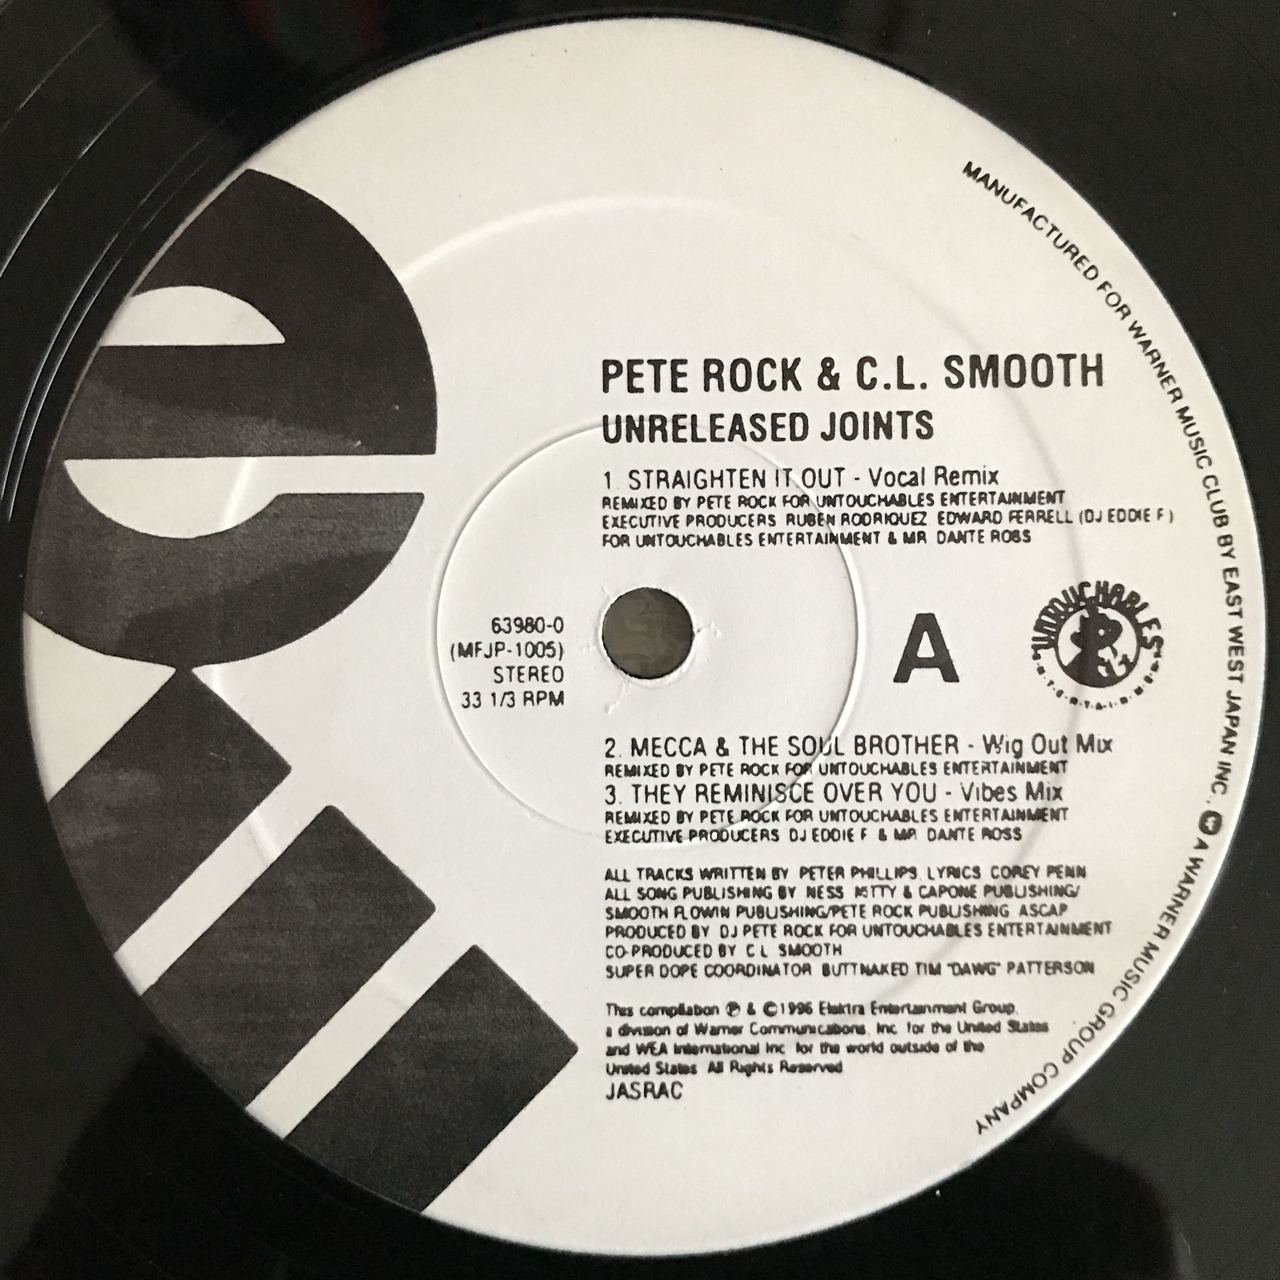 PETE ROCK & C.L. SMOOTH
UNRELEASED JOINTS
1. STRAIGHTEN IT OUT - Vocal Remix
REMIXED BY PETE ROCK FOR UNTOUCHABLES ENTERTAINMENT
EXECUTIVE PRODUCERS RUBEN RODRIQUEZ EDWARD FERRELL (DJ EDDIE F)
FOR UNTOUCHABLES ENTERTAINMENT & MR. DANTE ROSS
63980-0
(MFJP-1005)
STEREO
33 1/3 RPM
A
UNTOUCHABLES
ENTERTAINMENT
2. MECCA & THE SOUL BROTHER - Wig Out Mix
REMIXED BY PETE ROCK FOR UNTOUCHABLES ENTERTAINMENT
3. THEY REMINISCE OVER YOU - Vibes Mix
REMIXED BY PETE ROCK FOR UNTOUCHABLES ENTERTAINMENT
EXECUTIVE PRODUCERS DJ EDDIE F & MR. DANTE ROSS
ALL TRACKS WRITTEN BY PETER PHILLIPS. LYRICS COREY PENN
ALL SONG PUBLISHING BY NESS NITTY & CAPONE PUBLISHING/
SMOOTH FLOWIN PUBLISHING/PETE ROCK PUBLISHING ASCAP
PRODUCED BY DJ PETE ROCK FOR UNTOUCHABLES ENTERTAINMENT
CO-PRODUCED BY C L SMOOTH
SUPER DOPE COORDINATOR BUTTNAKED TIM "DAWG" PATTERSON
This compilation ℗ & ©1996 Elektra Entertainment Group,
a division of Warner Communications, Inc. for the United States
and WEA International Inc. for the world outside of the
United States All Rights Reserved
JASRAC
MANUFACTURED FOR WARNER MUSIC CLUB BY EAST WEST JAPAN INC., A WARNER MUSIC GROUP COMPANY